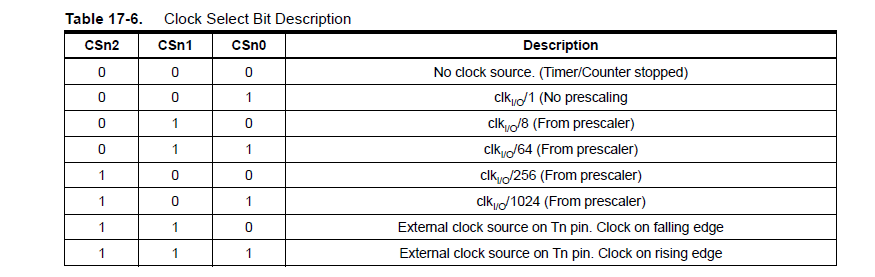 Table 17-6. Clock Select Bit Description
CSn2 CSn1 CSn0 Description
0 0 0 No clock source. (Timer/Counter stopped)
0 0 1 clkI/O/1 (No prescaling
0 1 0 clkI/O/8 (From prescaler)
0 1 1 clkI/O/64 (From prescaler)
1 0 0 clkI/O/256 (From prescaler)
1 0 1 clkI/O/1024 (From prescaler)
1 1 0 External clock source on Tn pin. Clock on falling edge
1 1 1 External clock source on Tn pin. Clock on rising edge